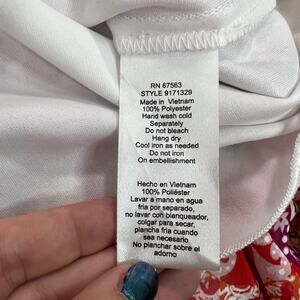 RN 67563
STYLE 9171329
Made in Vietnam
100% Polyester
Hand wash cold
Separately
Do not bleach
Hang dry
Cool iron as needed
Do not iron
On embellishment
Hecho en Vietnam
100% Poliéster
Lavar a mano en agua
fria por separado,
no lavar con blanqueador,
colgar para secar,
plancha fria cuando
sea necesario
No planchar sobre el
adorno